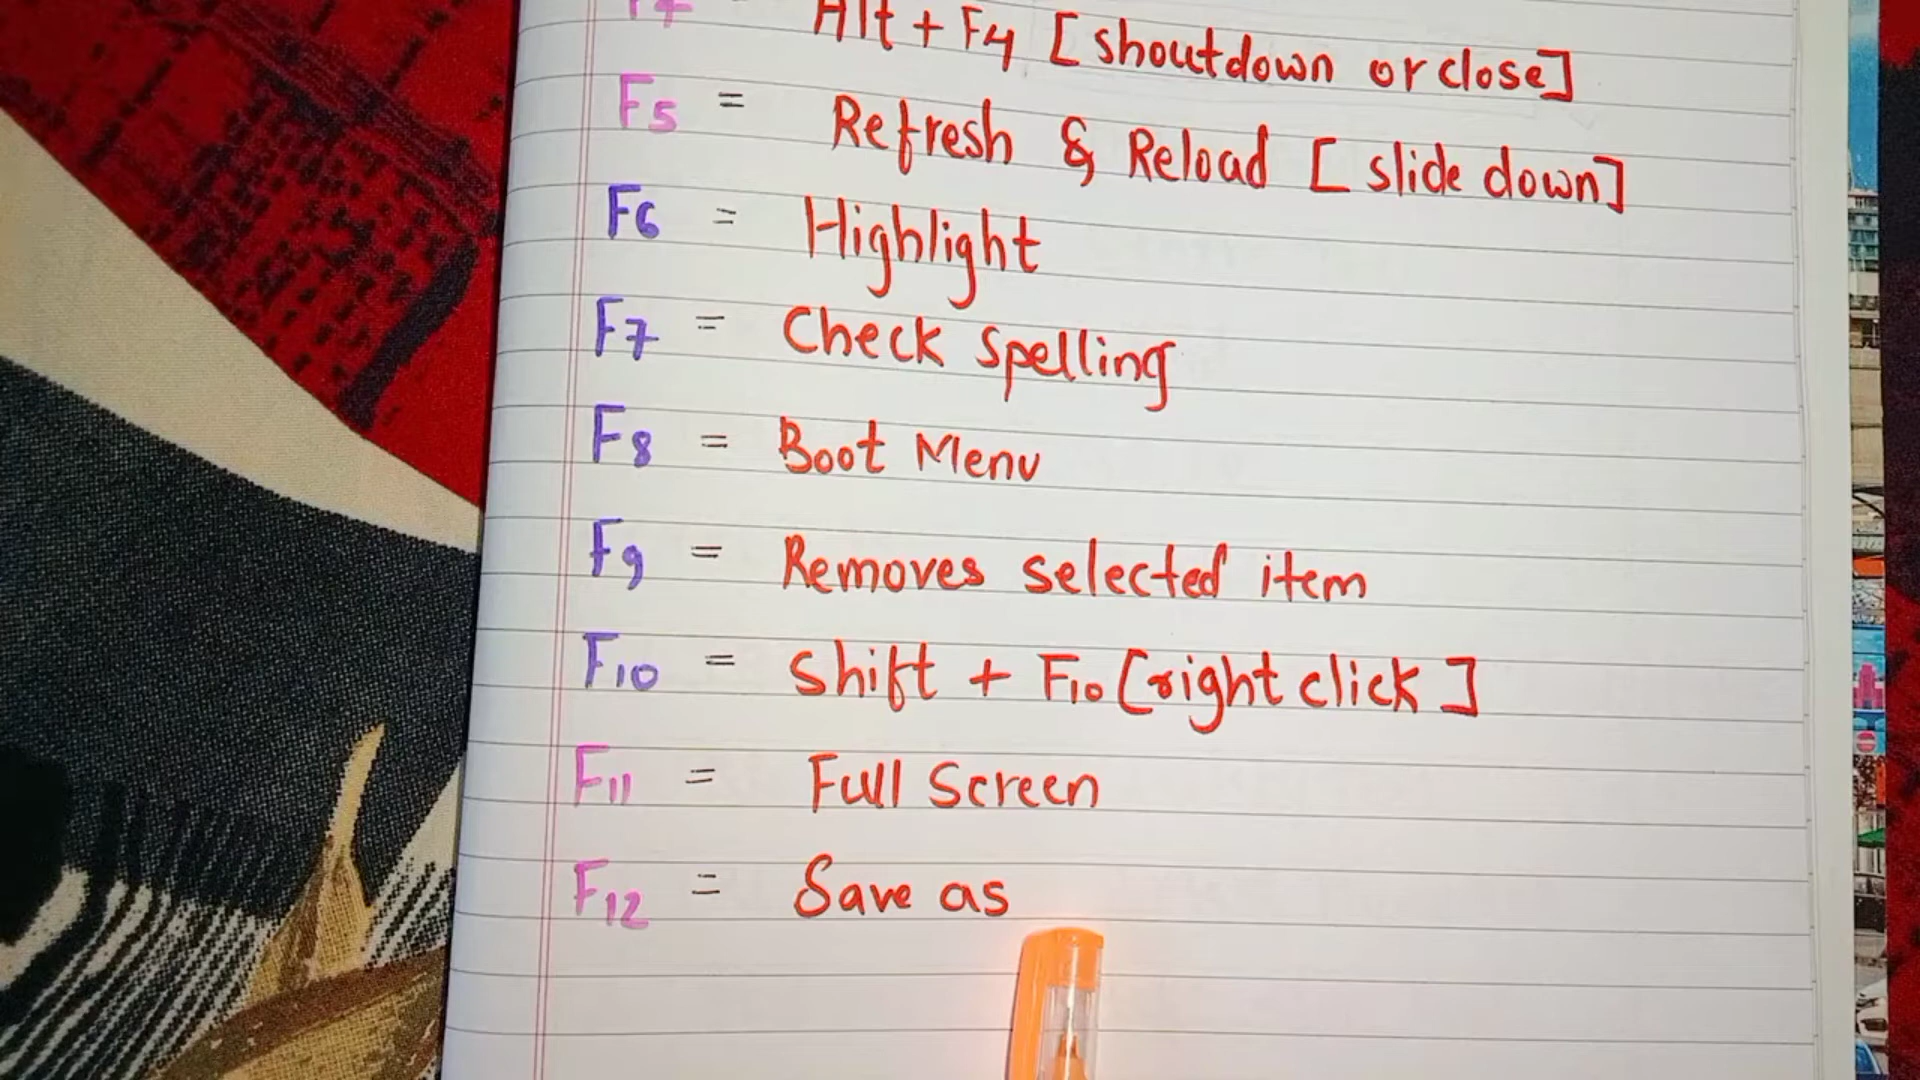 F4 = Alt + F4 [shoutdown or close]
F5 = Refresh & Reload [slide down]
F6 = Highlight
F7 = Check spelling
F8 = Boot Menu
F9 = Removes selected item
F10 = Shift + F10 [right click]
F11 = Full Screen
F12 = Save as